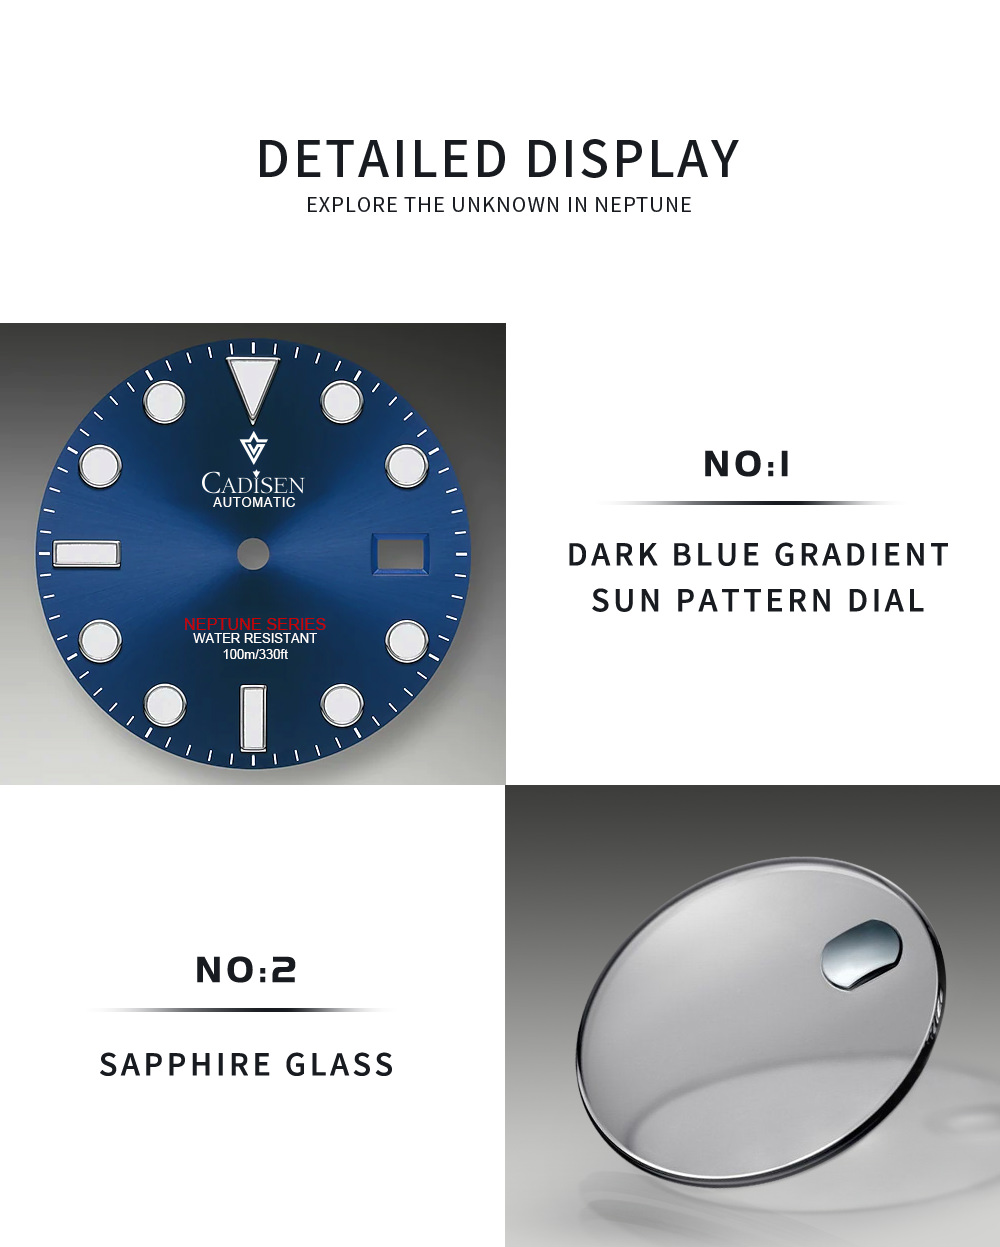 DETAILED DISPLAY
EXPLORE THE UNKNOWN IN NEPTUNE
CADISEN
AUTOMATIC
NEPTUNE SERIES
WATER RESISTANT
100m/330ft
NO:1
DARK BLUE GRADIENT
SUN PATTERN DIAL
NO:2
SAPPHIRE GLASS